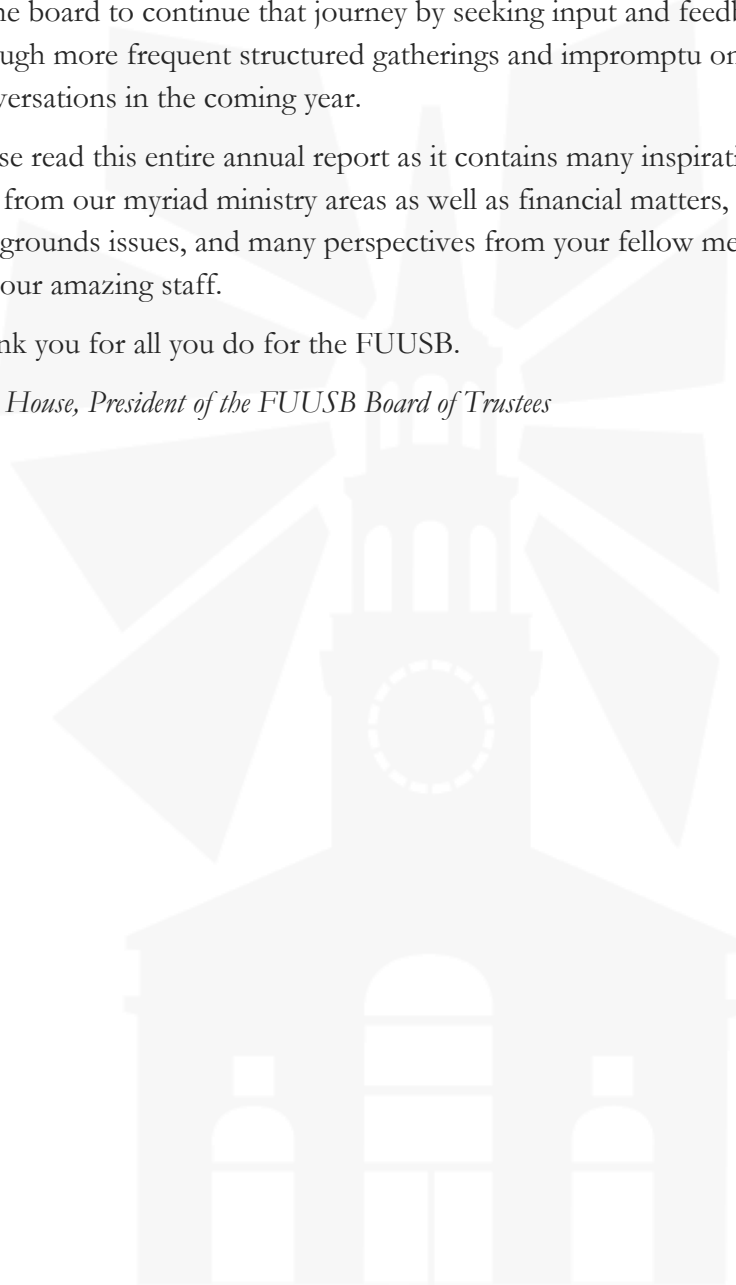 ne board to continue that journey by seeking input and feedb
ugh more frequent structured gatherings and impromptu on
versations in the coming year.
se read this entire annual report as it contains many inspirati
from our myriad ministry areas as well as financial matters,
grounds issues, and many perspectives from your fellow me
our amazing staff.
nk you for all you do for the FUUSB.
House, President of the FUUSB Board of Trustees